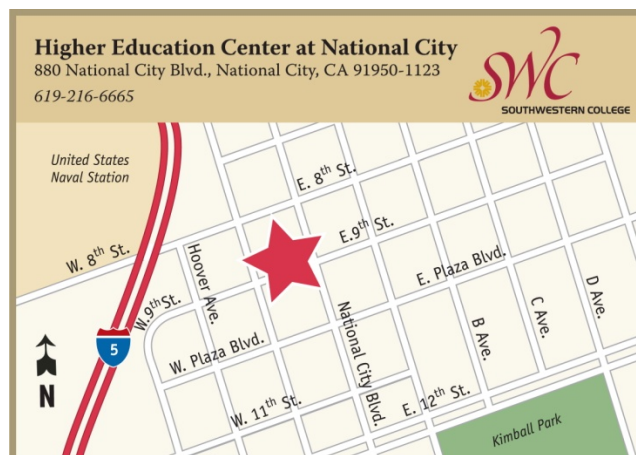 Higher Education Center at National City
880 National City Blvd., National City, CA 91950-1123
619-216-6665
SWC
SOUTHWESTERN COLLEGE
United States
Naval Station
E. 8th St.
W. 8th St.
E.9th St.
Hoover Ave.
W.9th St.
E. Plaza Blvd.
D Ave.
C Ave.
B Ave.
National City Blvd.
W. Plaza Blvd.
5
N
W. 11th St.
E. 12th St.
Kimball Park